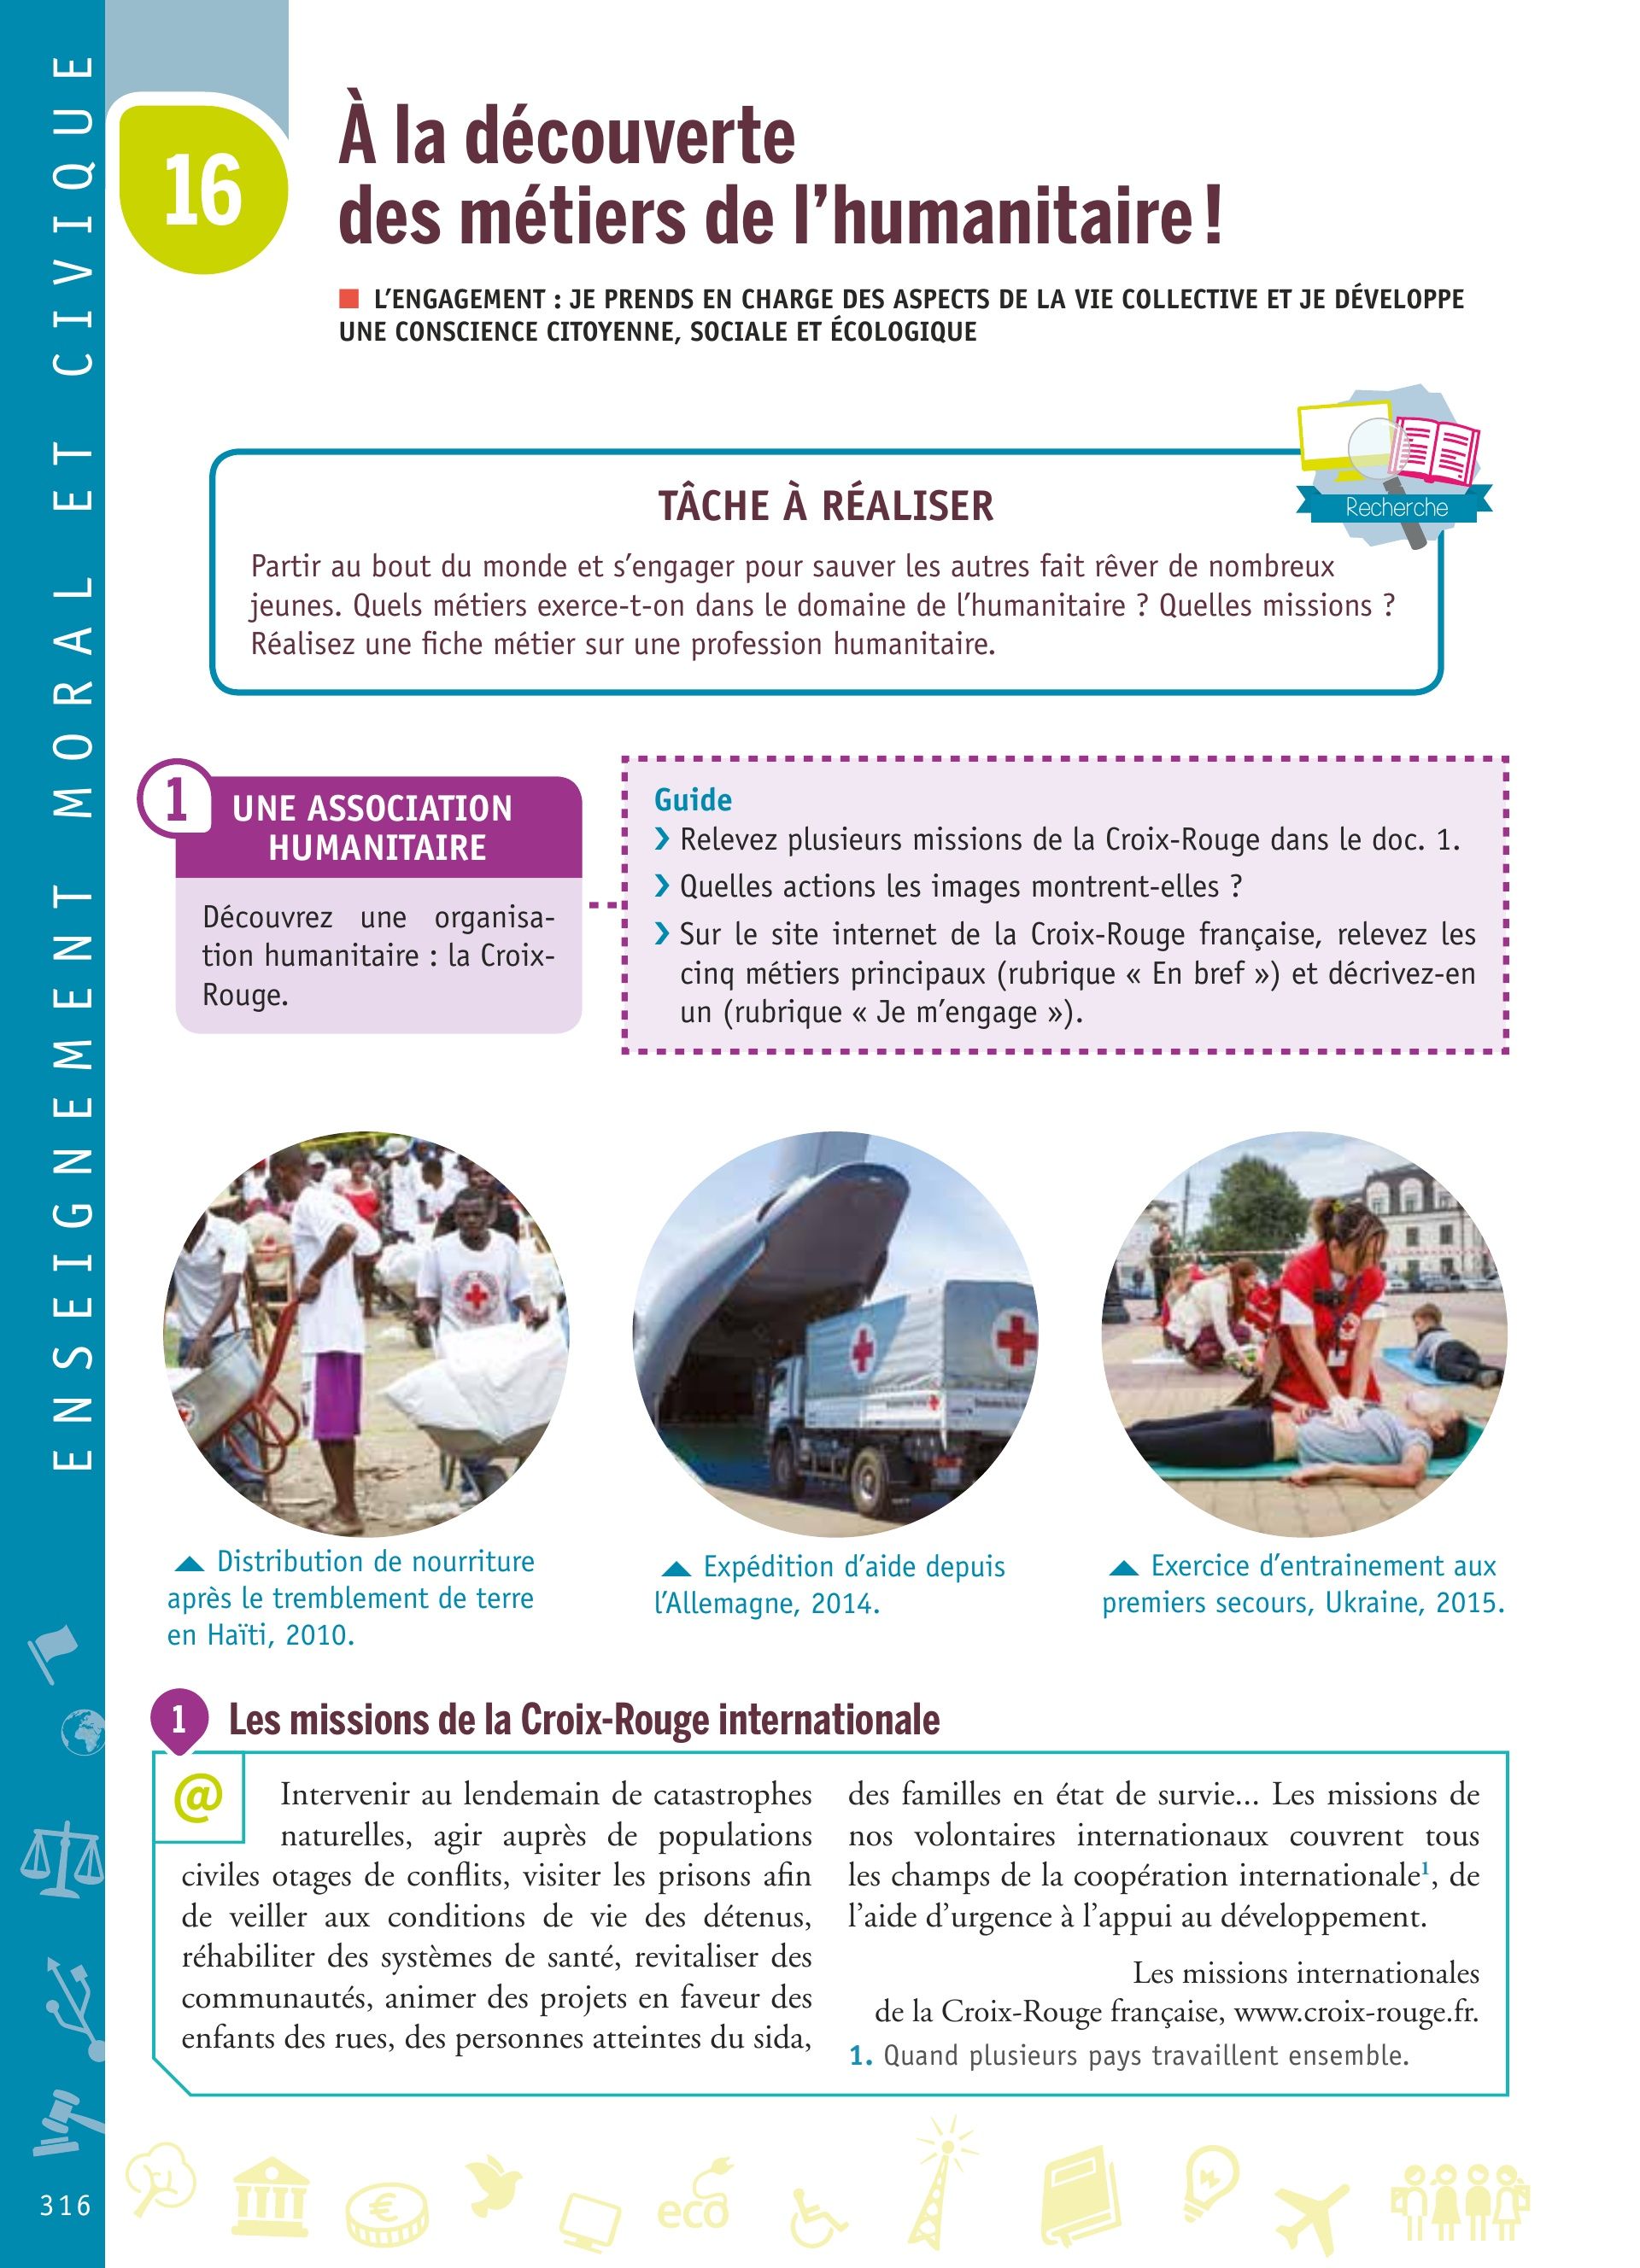 ENSEIGNEMENT MORAL ET CIVIQUE
16
À la découverte
des métiers de l'humanitaire !
L'ENGAGEMENT : JE PRENDS EN CHARGE DES ASPECTS DE LA VIE COLLECTIVE ET JE DÉVELOPPE
UNE CONSCIENCE CITOYENNE, SOCIALE ET ÉCOLOGIQUE
Recherche
TÂCHE À RÉALISER
Partir au bout du monde et s'engager pour sauver les autres fait rêver de nombreux
jeunes. Quels métiers exerce-t-on dans le domaine de l'humanitaire ? Quelles missions ?
Réalisez une fiche métier sur une profession humanitaire.
1
UNE ASSOCIATION
HUMANITAIRE
Découvrez une organisa-
tion humanitaire : la Croix-
Rouge.
Guide
› Relevez plusieurs missions de la Croix-Rouge dans le doc. 1.
› Quelles actions les images montrent-elles ?
› Sur le site internet de la Croix-Rouge française, relevez les
cinq métiers principaux (rubrique « En bref ») et décrivez-en
un (rubrique « Je m'engage »).
Distribution de nourriture
après le tremblement de terre
en Haïti, 2010.
Expédition d'aide depuis
l'Allemagne, 2014.
Exercice d'entrainement aux
premiers secours, Ukraine, 2015.
1 Les missions de la Croix-Rouge internationale
@
Intervenir au lendemain de catastrophes
naturelles, agir auprès de populations
civiles otages de conflits, visiter les prisons afin
de veiller aux conditions de vie des détenus,
réhabiliter des systèmes de santé, revitaliser des
communautés, animer des projets en faveur des
enfants des rues, des personnes atteintes du sida,
des familles en état de survie... Les missions de
nos volontaires internationaux couvrent tous
les champs de la coopération internationale¹, de
l'aide d'urgence à l'appui au développement.
Les missions internationales
de la Croix-Rouge française, www.croix-rouge.fr.
1. Quand plusieurs pays travaillent ensemble.
€
eco
316